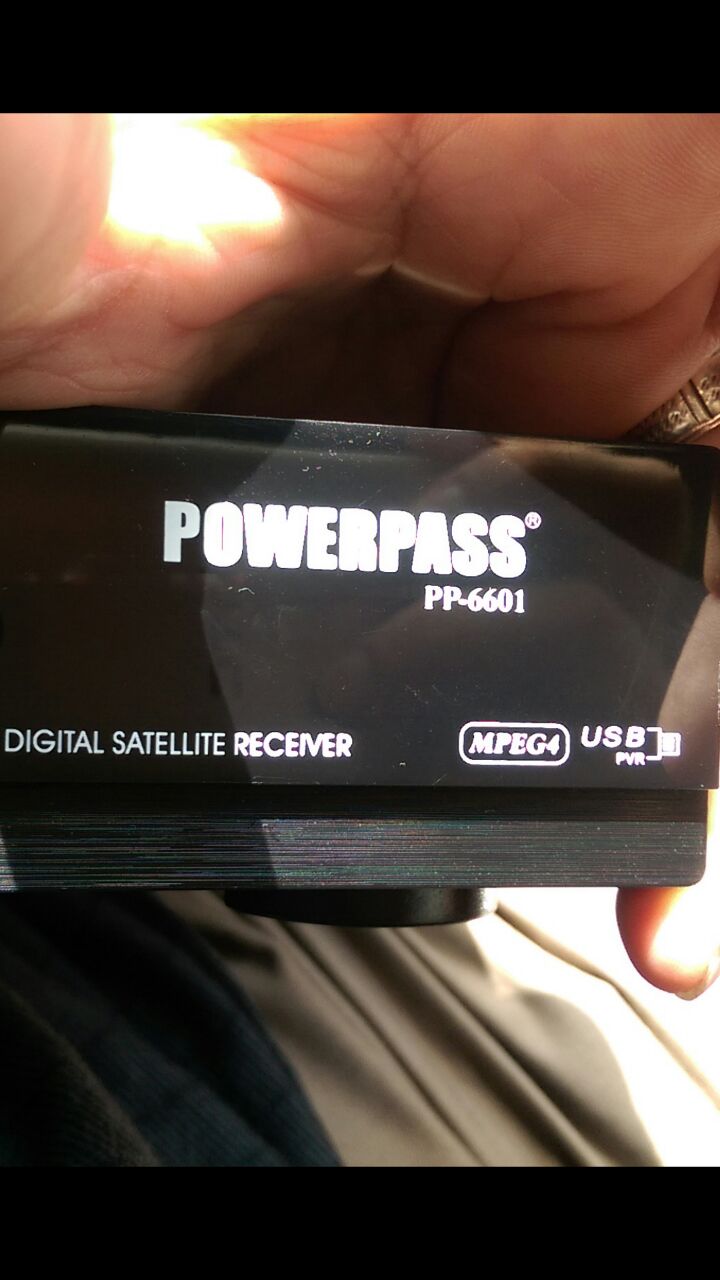 POWERPASS®
PP-6601
DIGITAL SATELLITE RECEIVER
MPEG4
USB
PVR